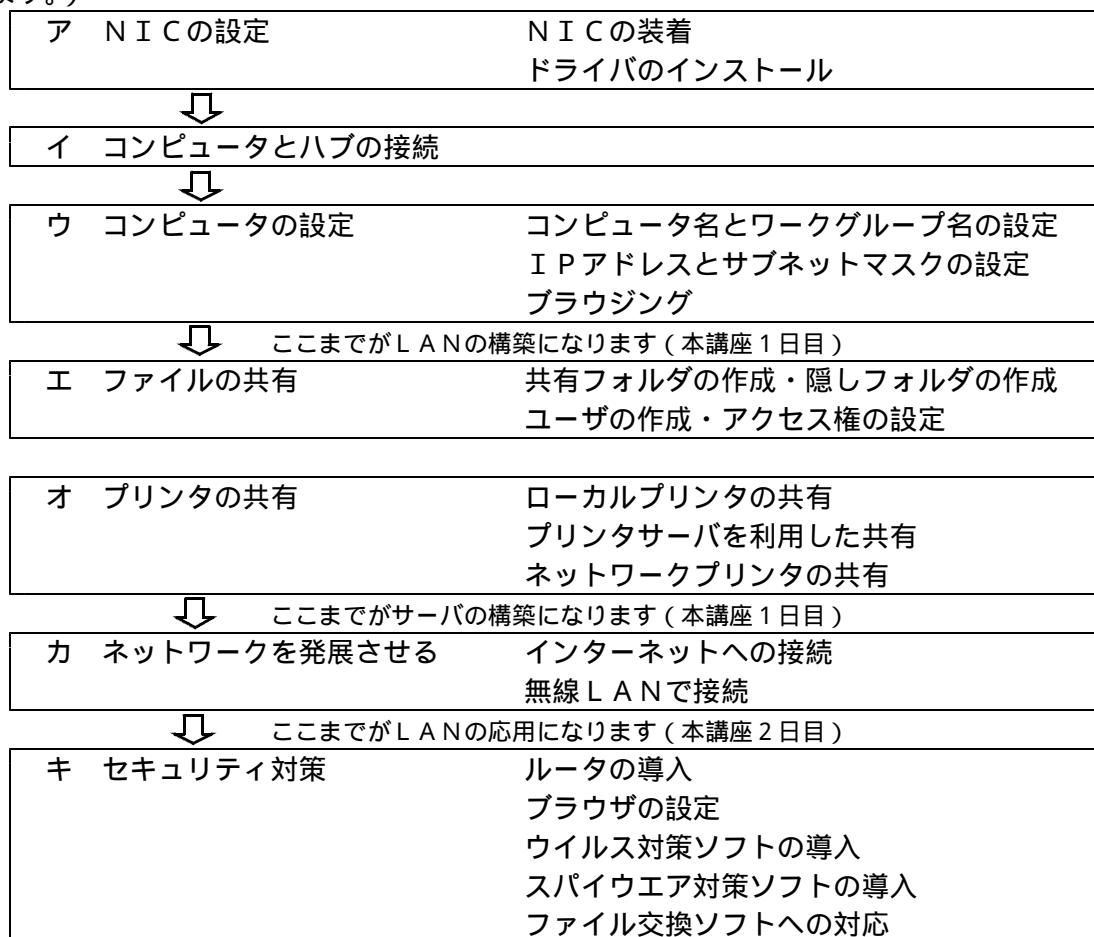 ます。)
ア ＮＩＣの設定 ＮＩＣの装着
ドライバのインストール
イ コンピュータとハブの接続
ウ コンピュータの設定 コンピュータ名とワークグループ名の設定
ＩＰアドレスとサブネットマスクの設定
ブラウジング
ここまでがＬＡＮの構築になります（本講座１日目）
エ ファイルの共有 共有フォルダの作成・隠しフォルダの作成
ユーザの作成・アクセス権の設定
オ プリンタの共有 ローカルプリンタの共有
プリンタサーバを利用した共有
ネットワークプリンタの共有
ここまでがサーバの構築になります（本講座１日目）
カ ネットワークを発展させる インターネットへの接続
無線ＬＡＮで接続
ここまでがＬＡＮの応用になります（本講座２日目）
キ セキュリティ対策 ルータの導入
ブラウザの設定
ウイルス対策ソフトの導入
スパイウエア対策ソフトの導入
ファイル交換ソフトへの対応